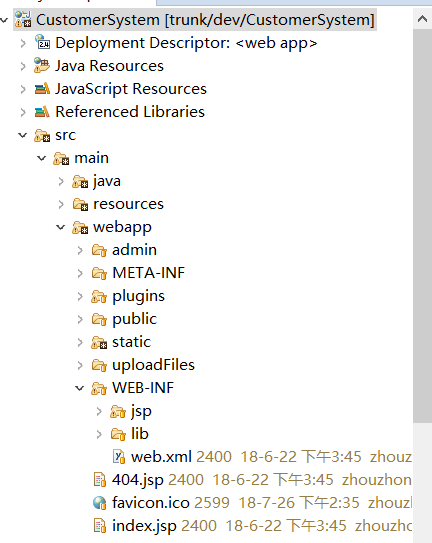 CustomerSystem [trunk/dev/CustomerSystem]
Deployment Descriptor: <web app>
Java Resources
JavaScript Resources
Referenced Libraries
src
main
java
resources
webapp
admin
META-INF
plugins
public
static
uploadFiles
WEB-INF
jsp
lib
web.xml 2400 18-6-22 下午3:45 zhouz
404.jsp 2400 18-6-22 下午3:45 zhouzhon
favicon.ico 2599 18-7-26 下午2:35 zhouz
index.jsp 2400 18-6-22 下午3:45 zhouzhon